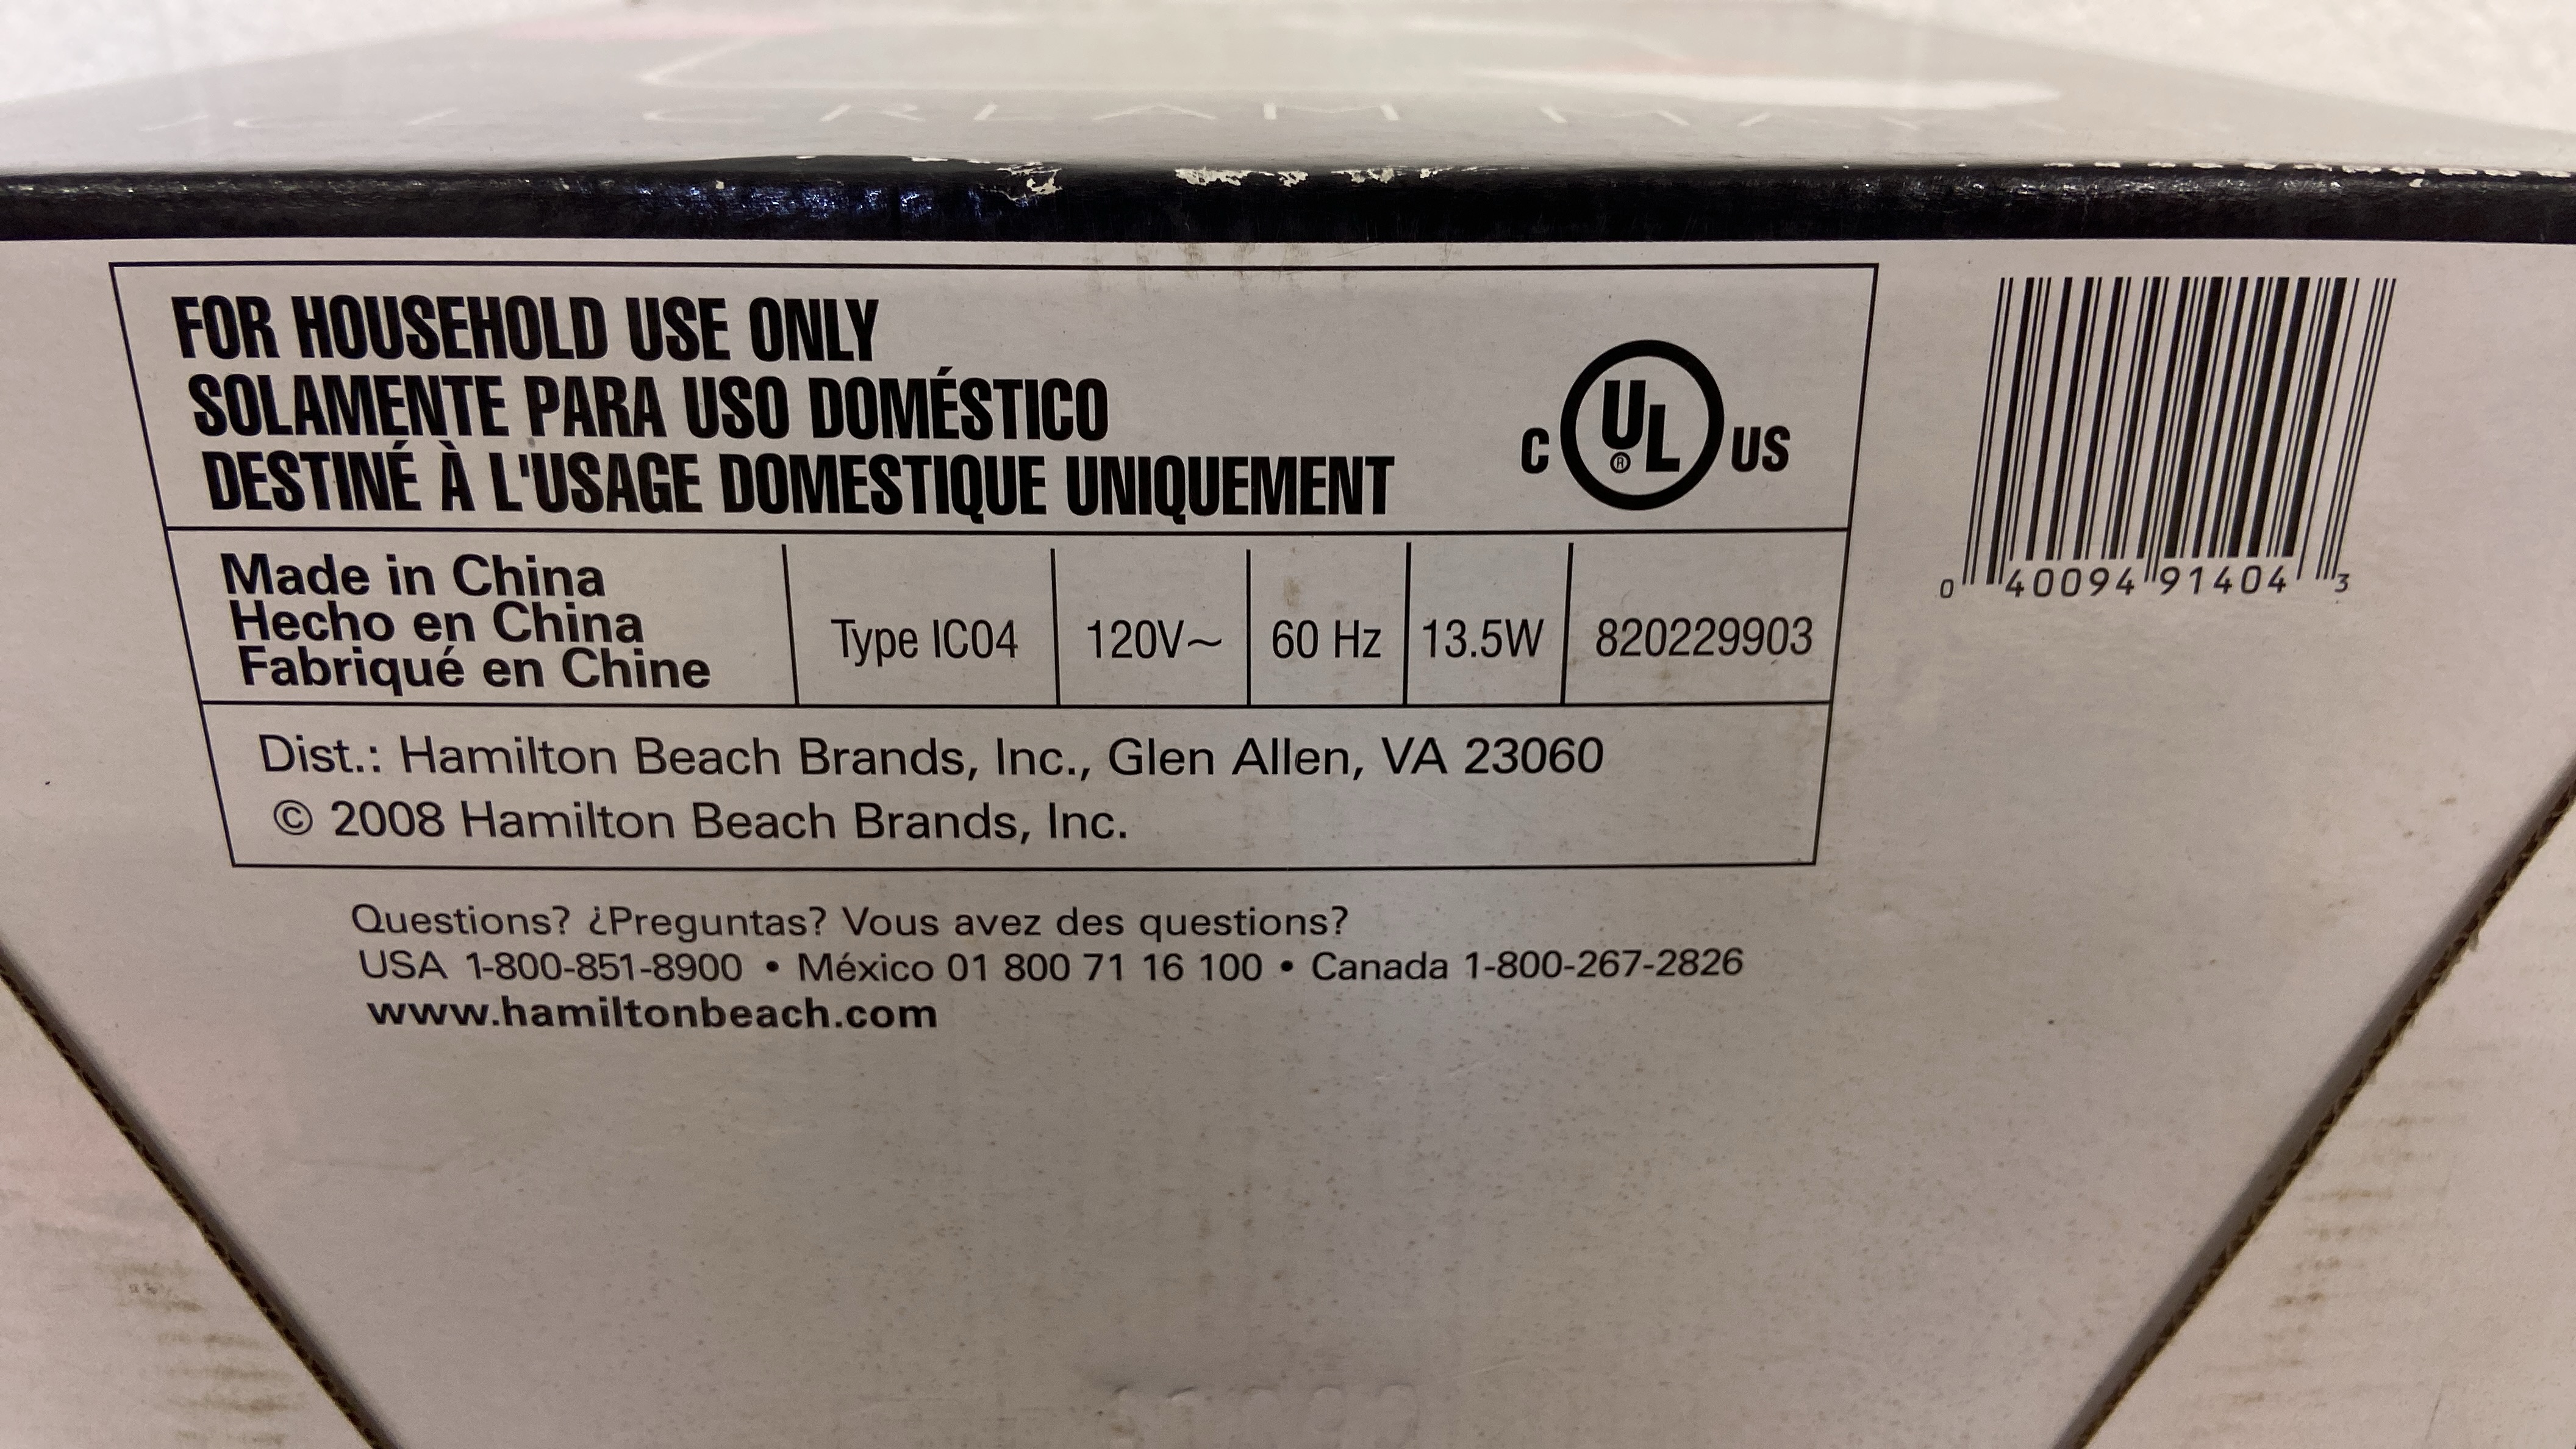 CREAM
FOR HOUSEHOLD USE ONLY
SOLAMENTE PARA USO DOMÉSTICO
DESTINÉ À L'USAGE DOMESTIQUE UNIQUEMENT
C UL® US
Made in China
Hecho en China
Fabriqué en Chine
Type IC04
120V~
60 Hz
13.5W
820229903
Dist.: Hamilton Beach Brands, Inc., Glen Allen, VA 23060
© 2008 Hamilton Beach Brands, Inc.
0 40094 91404 3
Questions? ¿Preguntas? Vous avez des questions?
USA 1-800-851-8900 • México 01 800 71 16 100 • Canada 1-800-267-2826
www.hamiltonbeach.com